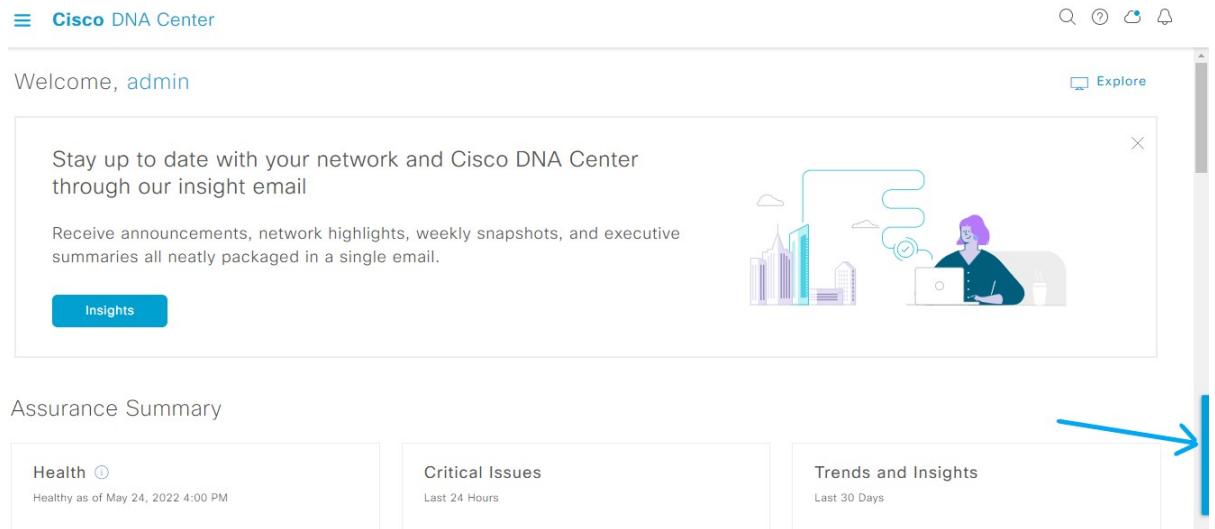 Cisco DNA Center
Welcome, admin
Explore
Stay up to date with your network and Cisco DNA Center
through our insight email
Receive announcements, network highlights, weekly snapshots, and executive
summaries all neatly packaged in a single email.
Insights
Assurance Summary
Health
Healthy as of May 24, 2022 4:00 PM
Critical Issues
Last 24 Hours
Trends and Insights
Last 30 Days